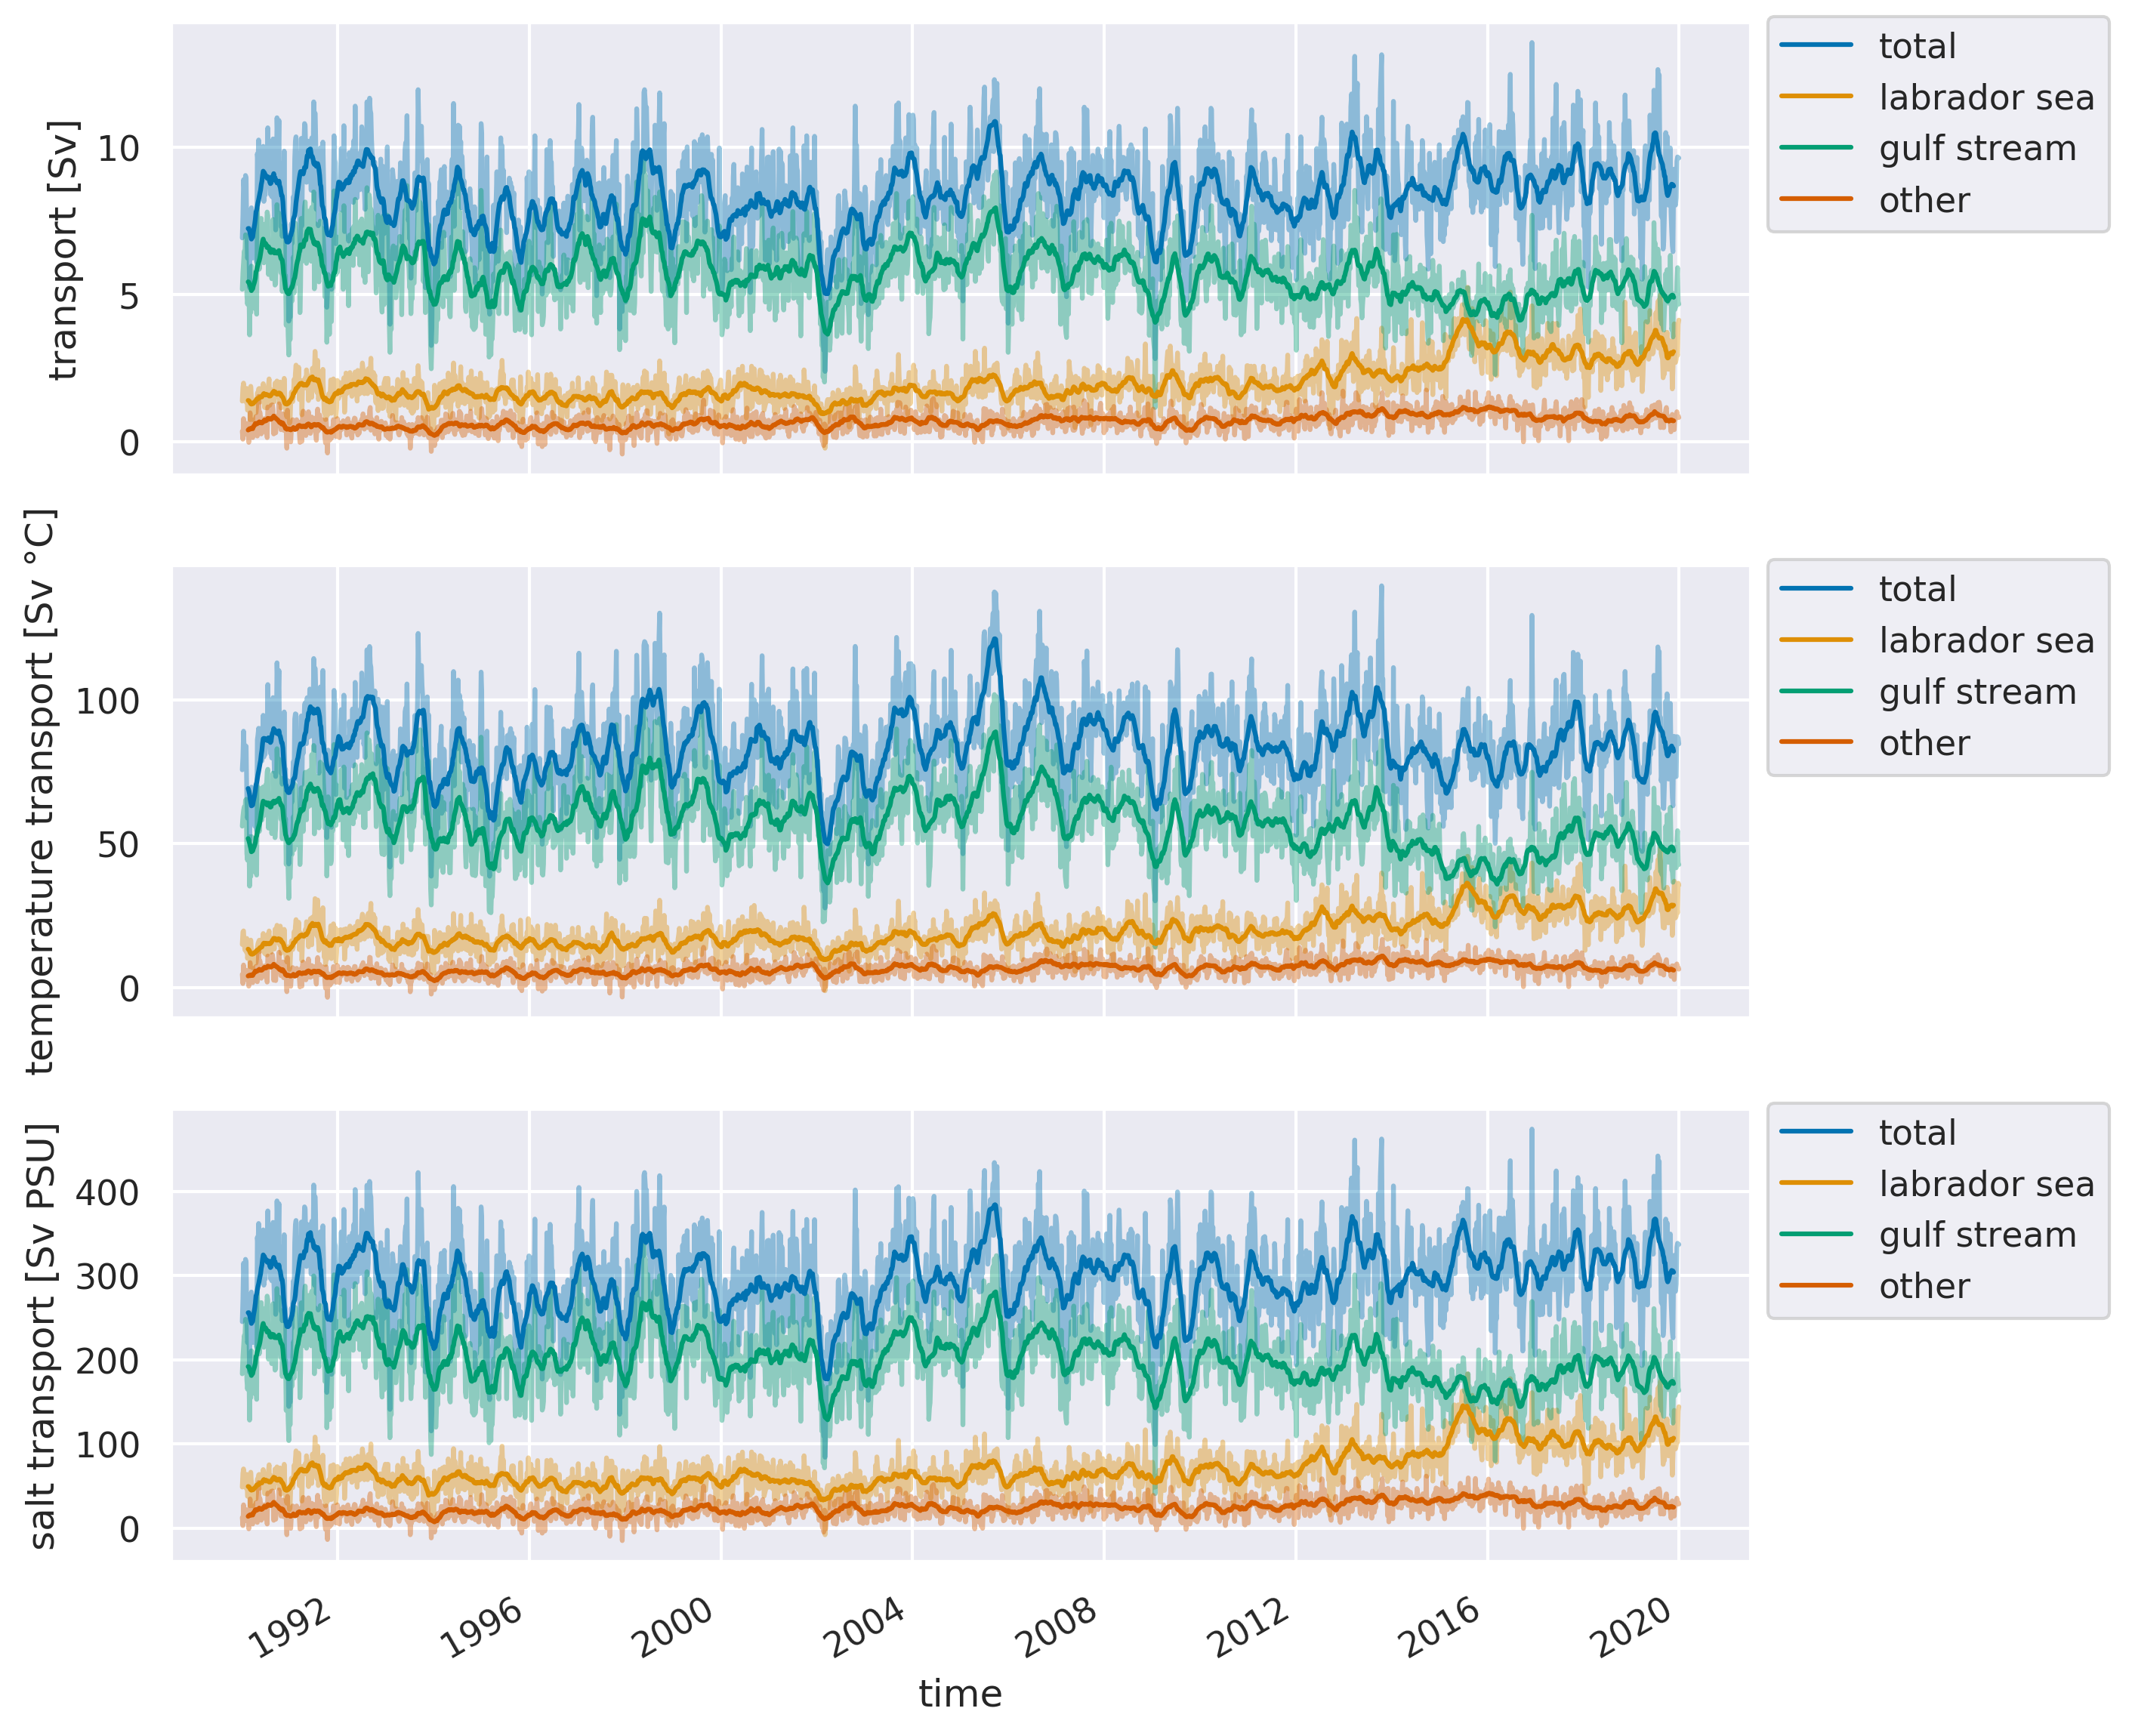 transport [Sv]
10
5
0
total
labrador sea
gulf stream
other
temperature transport [Sv °C]
100
50
0
total
labrador sea
gulf stream
other
salt transport [Sv PSU]
400
300
200
100
0
total
labrador sea
gulf stream
other
1992 1996 2000 2004 2008 2012 2016 2020
time